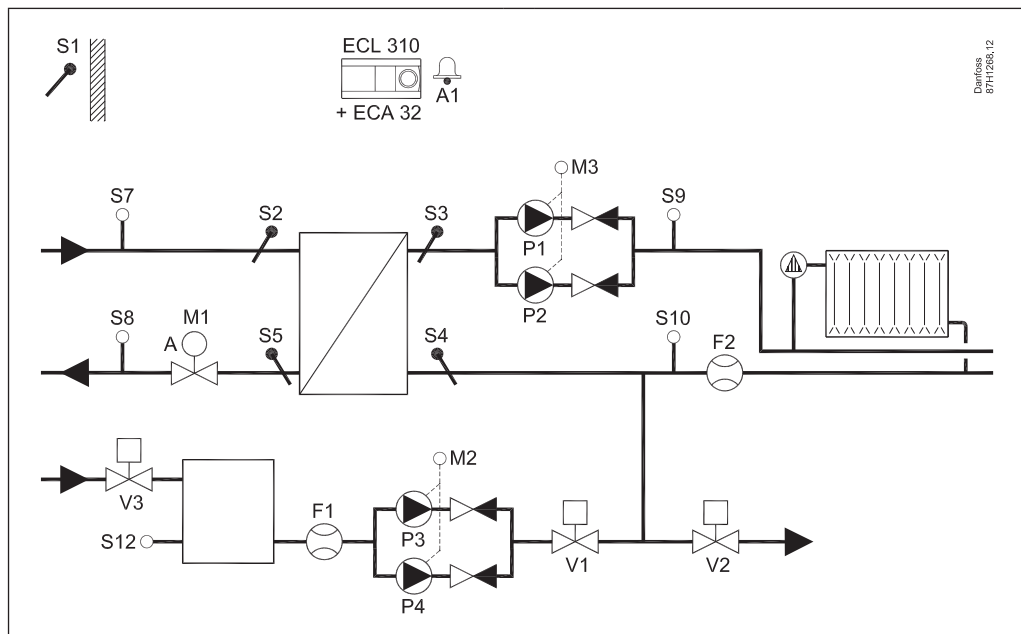 S1
ECL 310
A1
+ ECA 32
Danfoss
87H1268.12
M3
S7
S2
S3
S9
P1
P2
S8
M1
A
S5
S4
S10
F2
M2
V3
F1
P3
S12
V1
V2
P4